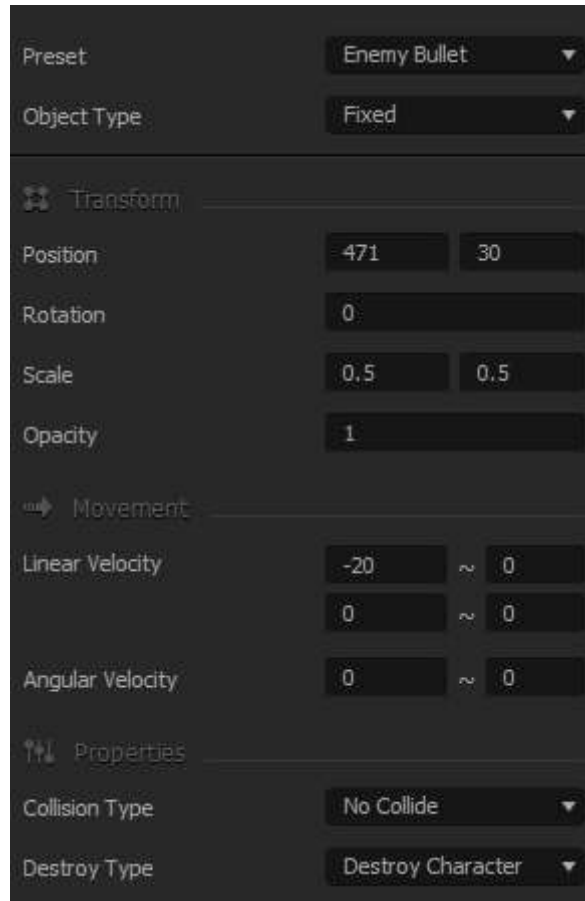 Preset Enemy Bullet
Object Type Fixed
Transform
Position 471 30
Rotation 0
Scale 0.5 0.5
Opacity 1
Movement
Linear Velocity -20 ~ 0
0 ~ 0
Angular Velocity 0 ~ 0
Properties
Collision Type No Collide
Destroy Type Destroy Character